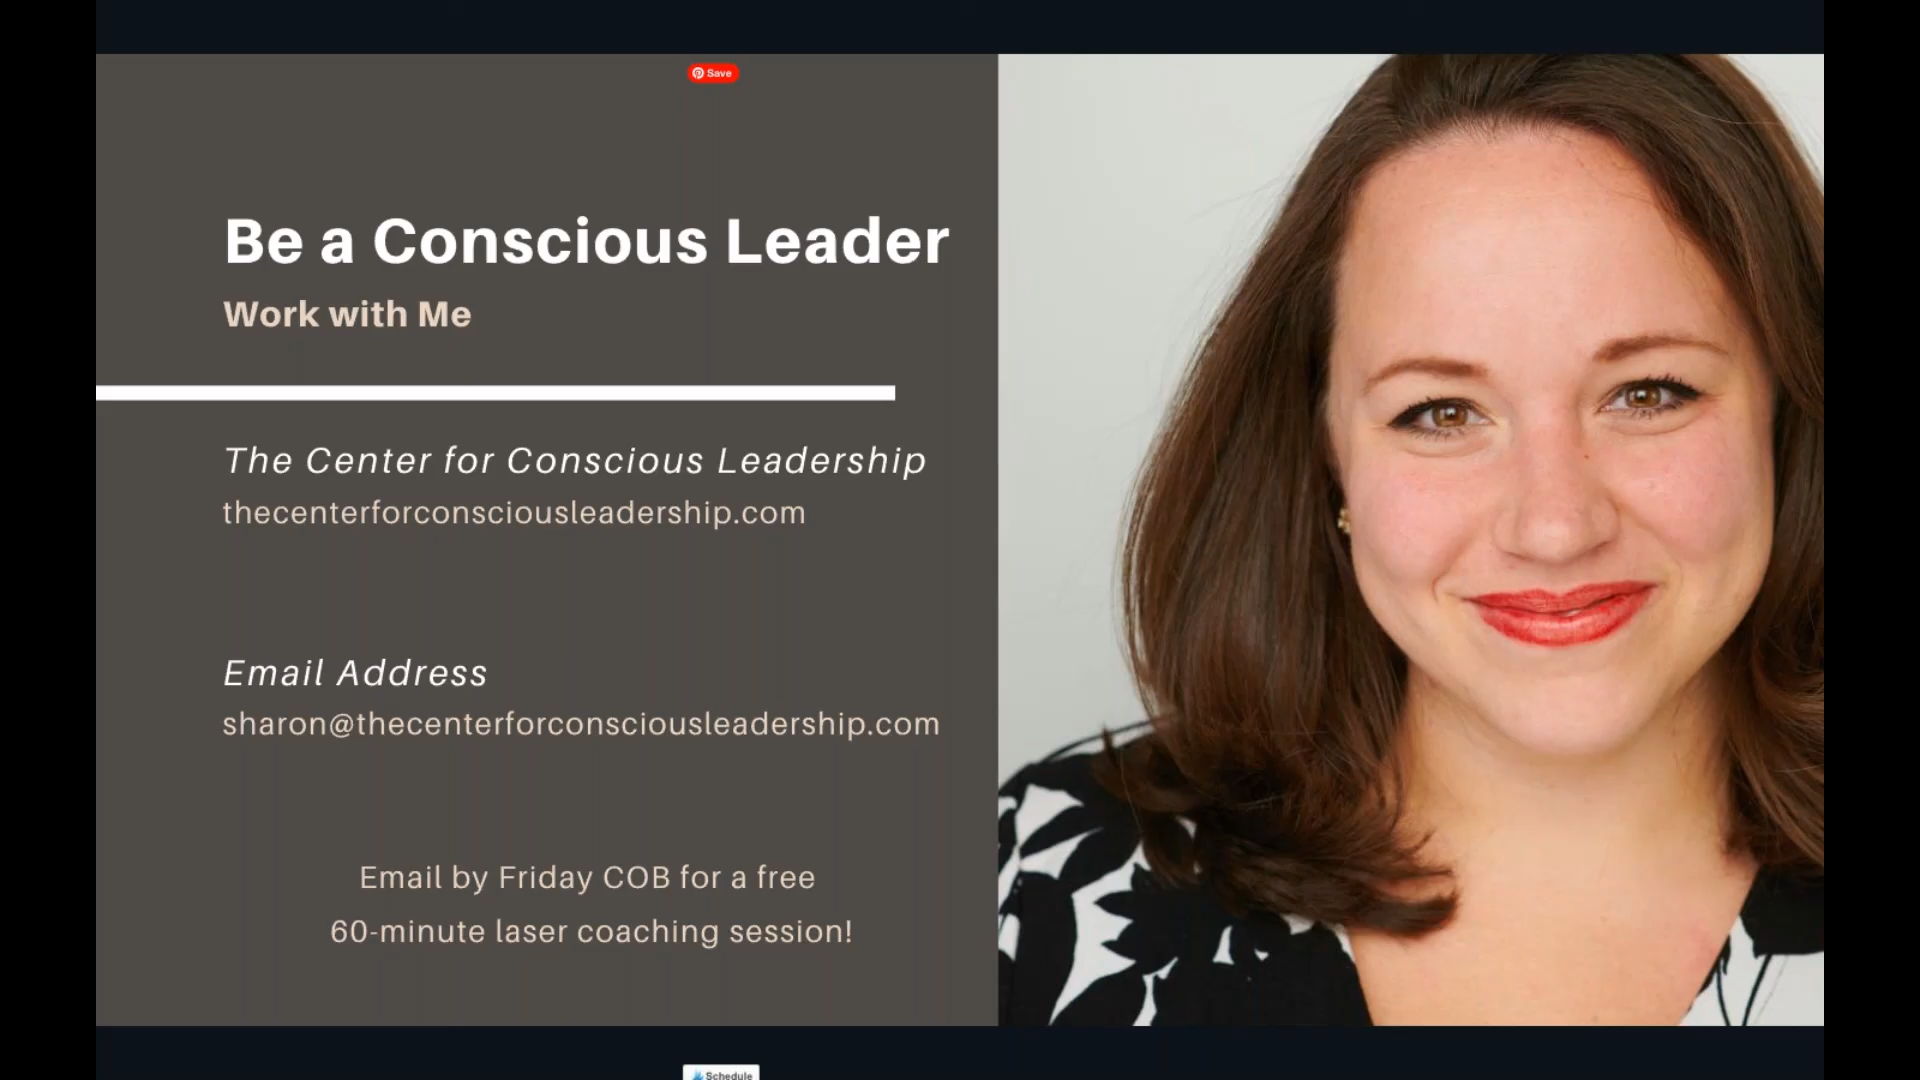 Save
Be a Conscious Leader
Work with Me
The Center for Conscious Leadership
thecenterforconsciousleadership.com
Email Address
sharon@thecenterforconsciousleadership.com
Email by Friday COB for a free
60-minute laser coaching session!
Schedule